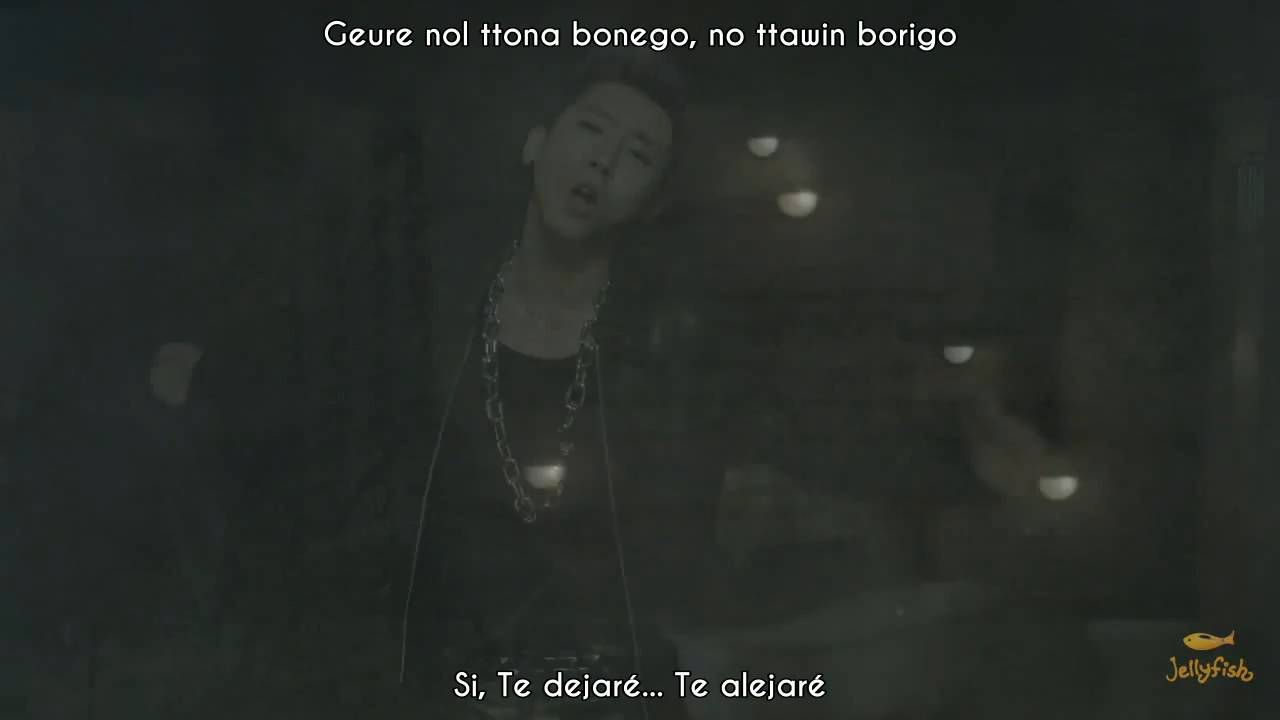 Geure nol ttona bonego, no ttawin borigo
Si, Te dejaré... Te alejaré
Jellyfish